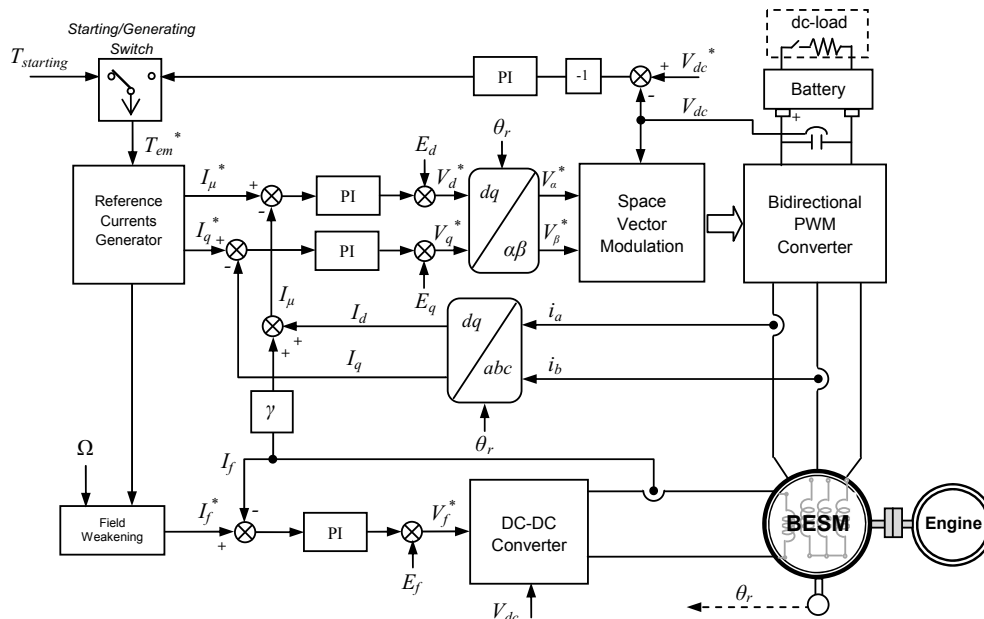 Starting/Generating
Switch
dc-load
T_starting
PI
-1
+
V_dc*
-
Battery
+
V_dc
T_em*
θ_r
E_d
Reference
Currents
Generator
I_μ*
+
-
PI
V_d*
dq
αβ
V_α*
Space
Vector
Modulation
Bidirectional
PWM
Converter
I_q*
+
-
PI
V_q*
V_β*
E_q
I_μ
I_d
+
+
dq
abc
i_a
I_q
i_b
γ
θ_r
Ω
I_f
Field
Weakening
I_f*
-
+
PI
V_f*
E_f
DC-DC
Converter
V_dc
BESM
Engine
θ_r